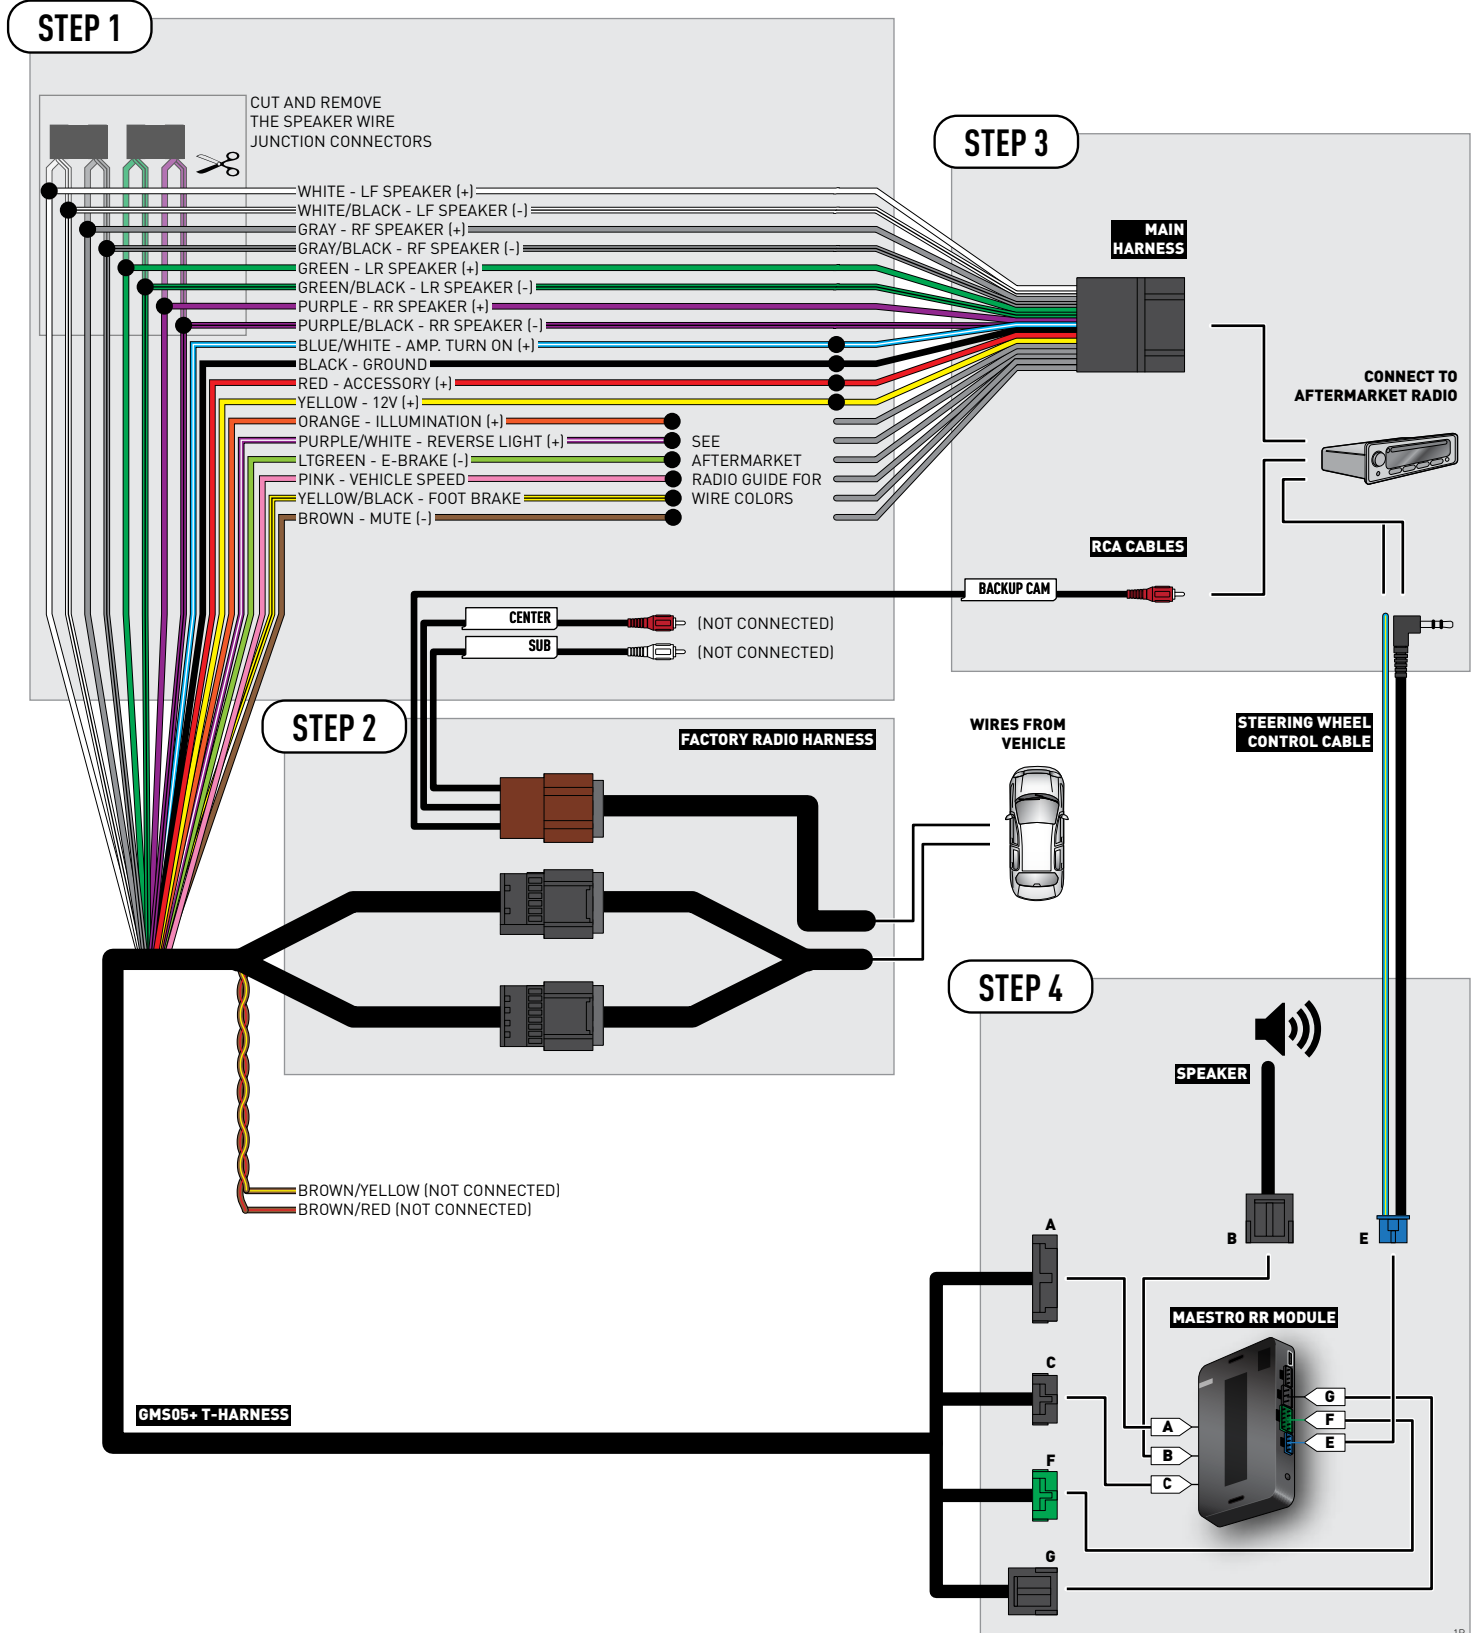 STEP 1
CUT AND REMOVE
THE SPEAKER WIRE
JUNCTION CONNECTORS
WHITE - LF SPEAKER (+)
WHITE/BLACK - LF SPEAKER (-)
GRAY - RF SPEAKER (+)
GRAY/BLACK - RF SPEAKER (-)
GREEN - LR SPEAKER (+)
GREEN/BLACK - LR SPEAKER (-)
PURPLE - RR SPEAKER (+)
PURPLE/BLACK - RR SPEAKER (-)
BLUE/WHITE - AMP. TURN ON (+)
BLACK - GROUND
RED - ACCESSORY (+)
YELLOW - 12V (+)
ORANGE - ILLUMINATION (+)
PURPLE/WHITE - REVERSE LIGHT (+)
LTGREEN - E-BRAKE (-)
PINK - VEHICLE SPEED
YELLOW/BLACK - FOOT BRAKE
BROWN - MUTE (-)
SEE
AFTERMARKET
RADIO GUIDE FOR
WIRE COLORS
CENTER
(NOT CONNECTED)
SUB
(NOT CONNECTED)
STEP 3
MAIN
HARNESS
CONNECT TO
AFTERMARKET RADIO
RCA CABLES
BACKUP CAM
STEP 2
FACTORY RADIO HARNESS
WIRES FROM
VEHICLE
STEERING WHEEL
CONTROL CABLE
BROWN/YELLOW (NOT CONNECTED)
BROWN/RED (NOT CONNECTED)
GMS05+ T-HARNESS
STEP 4
SPEAKER
A
B
E
MAESTRO RR MODULE
C
G
F
A
E
B
F
C
G